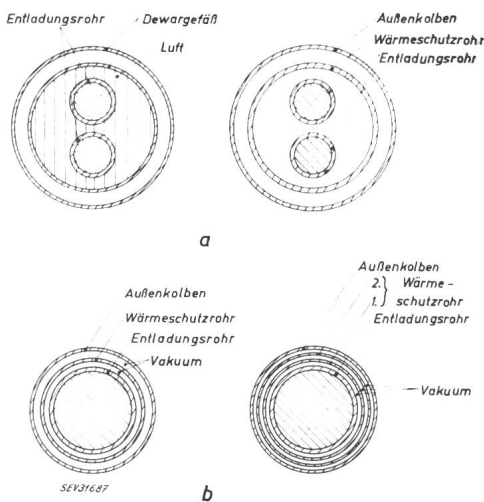 Entladungsrohr
Dewargefäß
Luft
Außenkolben
Wärmeschutzrohr
Entladungsrohr
a
Außenkolben
Wärmeschutzrohr
Entladungsrohr
Vakuum
Außenkolben
2.} Wärme-
1.} schutzrohr
Entladungsrohr
Vakuum
SEV31687
b